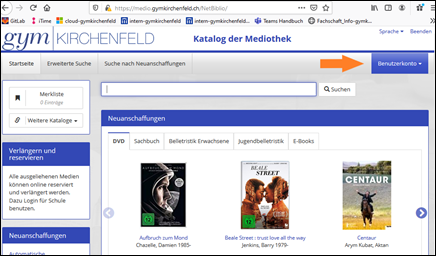 https://medio.gymkirchenfeld.ch/NetBiblio/
GitLab iTime cloud-gymkirchenfeld intern-gymkirchenfeld intern-gymkirchenfeld... Teams Handbuch Fachschaft_Info-gymk...
gym KIRCHENFELD
Katalog der Mediothek
Sprache Beenden
Startseite Erweiterte Suche Suche nach Neuanschaffungen Benutzerkonto
Merkliste
0 Einträge
Weitere Kataloge
Suchen
Verlängern und
reservieren
Alle ausgeliehenen Medien
können online reserviert
und verlängert werden.
Dazu Login für Schule
benutzen.
Neuanschaffungen
Automatische
Neuanschaffungen
DVD Sachbuch Belletristik Erwachsene Jugendbelletristik E-Books
BEALE
STREET
CENTAUR
Aufbruch zum Mond
Chazelle, Damien 1985-
Beale Street : trust love all the way
Jenkins, Barry 1979-
Centaur
Arym Kubar, Aktan